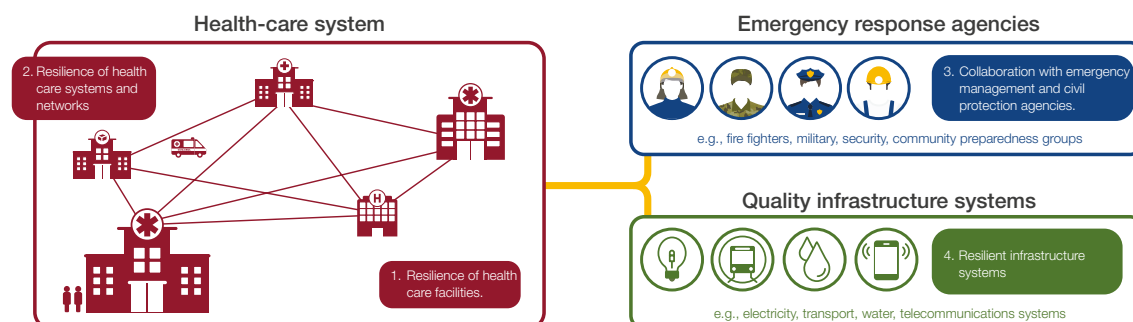 Health-care system
2. Resilience of health
care systems and
networks
H
1. Resilience of health
care facilities.
Emergency response agencies
3. Collaboration with emergency
management and civil
protection agencies.
e.g., fire fighters, military, security, community preparedness groups
Quality infrastructure systems
4. Resilient infrastructure
systems
e.g., electricity, transport, water, telecommunications systems